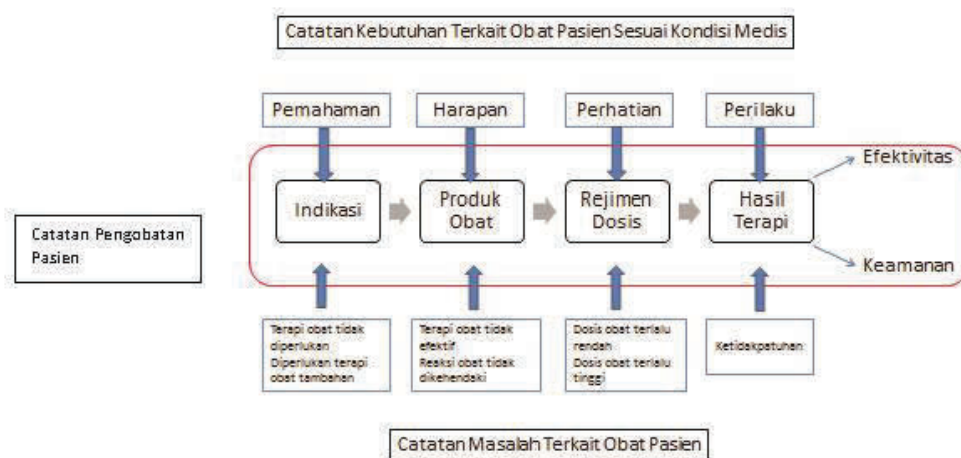 Catatan Kebutuhan Terkait Obat Pasien Sesuai Kondisi Medis
Pemahaman
Harapan
Perhatian
Perilaku
Efektivitas
Indikasi
Produk
Obat
Rejimen
Dosis
Hasil
Terapi
Catatan Pengobatan
Pasien
Keamanan
Terapi obat tidak
diperlukan
Diperlukan terapi
obat tambahan
Terapi obat tidak
efektif
Reaksi obat tidak
dikehendaki
Dosis obat terlalu
rendah
Dosis obat terlalu
tinggi
Ketidakpatuhan
Catatan Masalah Terkait Obat Pasien